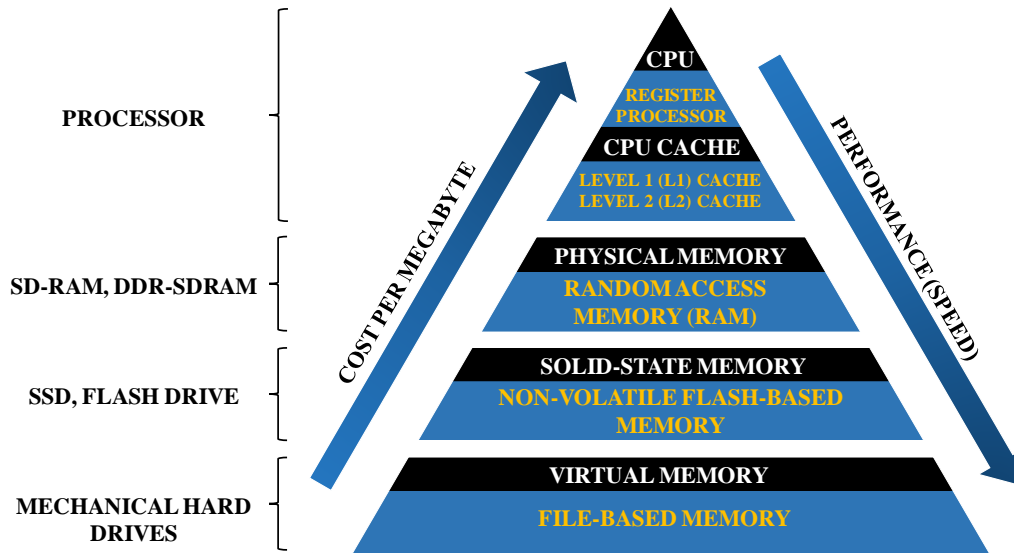 CPU
REGISTER
PROCESSOR
CPU CACHE
LEVEL 1 (L1) CACHE
LEVEL 2 (L2) CACHE
PROCESSOR
PHYSICAL MEMORY
RANDOM ACCESS
MEMORY (RAM)
SD-RAM, DDR-SDRAM
SOLID-STATE MEMORY
NON-VOLATILE FLASH-BASED
MEMORY
SSD, FLASH DRIVE
VIRTUAL MEMORY
FILE-BASED MEMORY
MECHANICAL HARD
DRIVES
COST PER MEGABYTE
PERFORMANCE (SPEED)